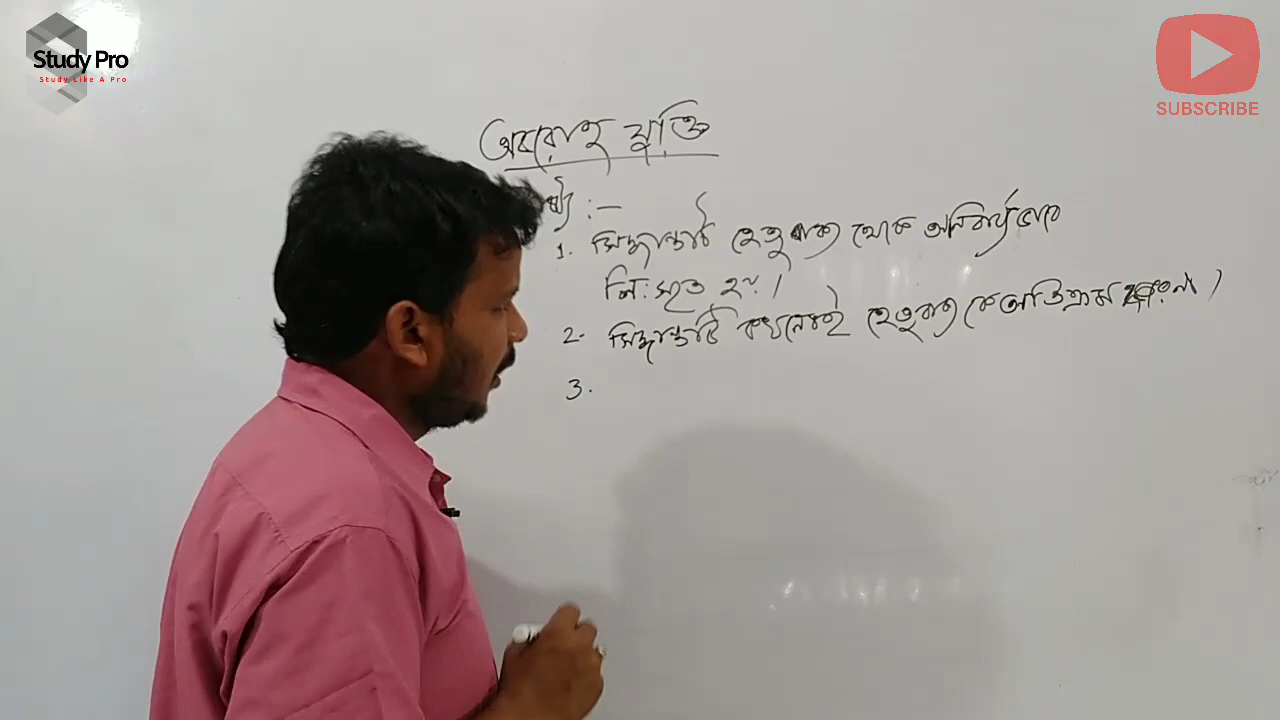 Study Pro
Study Like A Pro
SUBSCRIBE
অবরোহ যুক্তি
:-
1. সিদ্ধান্তটি হেতুবাক্য থেকে অনিবার্যভাবে
নিঃসৃত হয়।
2. সিদ্ধান্তটি কখনোই হেতুবাক্য কে অতিক্রম করে না।
3.